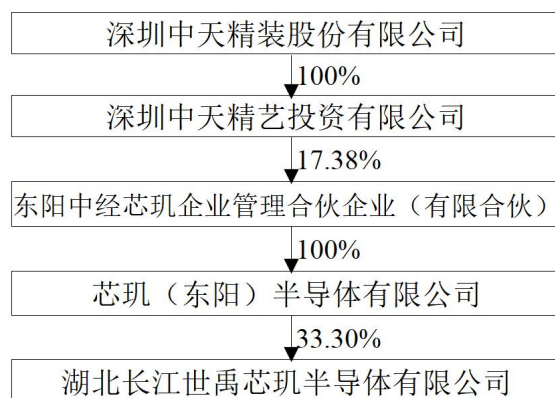 深圳中天精装股份有限公司
100%
深圳中天精艺投资有限公司
17.38%
东阳中经芯玑企业管理合伙企业（有限合伙）
100%
芯玑（东阳）半导体有限公司
33.30%
湖北长江世禹芯玑半导体有限公司